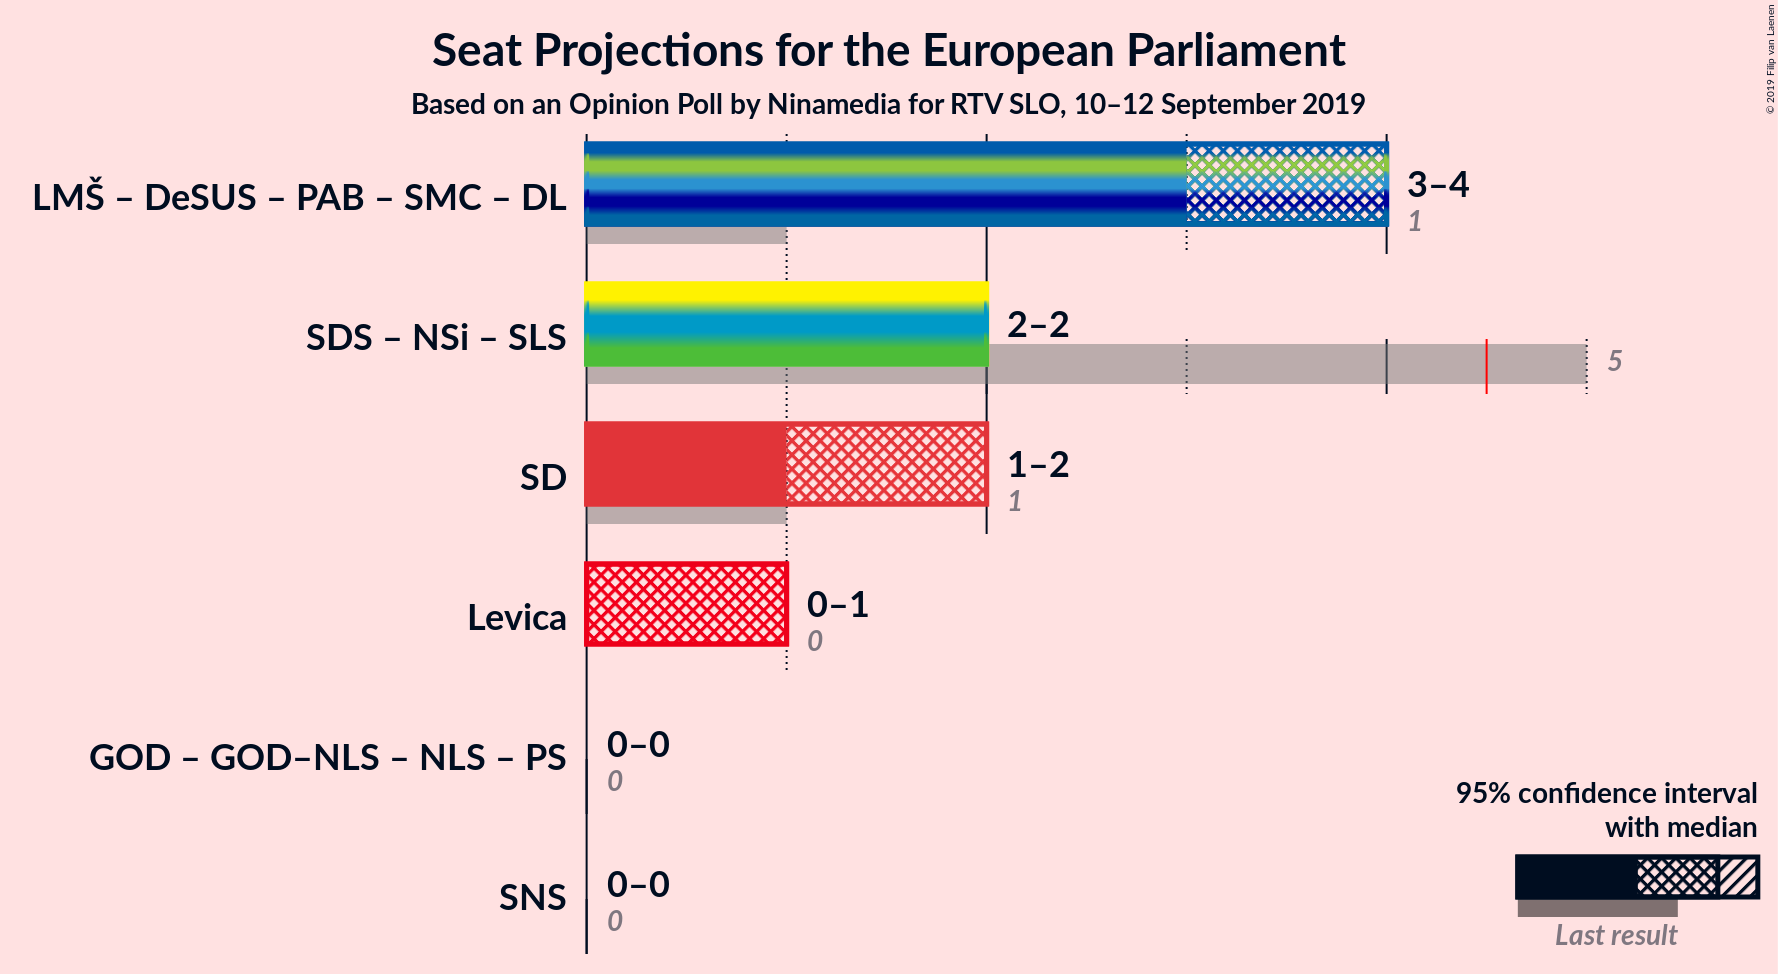 Seat Projections for the European Parliament
Based on an Opinion Poll by Ninamedia for RTV SLO, 10–12 September 2019
© 2019 Filip van Laenen
LMŠ – DeSUS – PAB – SMC – DL
3–4
1
SDS – NSi – SLS
2–2
5
SD
1–2
1
Levica
0–1
0
GOD – GOD–NLS – NLS – PS
0–0
0
SNS
0–0
0
95% confidence interval
with median
Last result